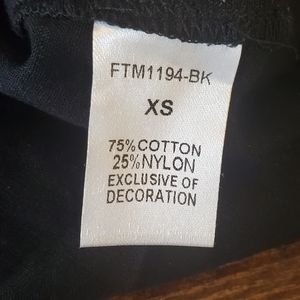 FTM1194-BK
XS
75%COTTON
25%NYLON
EXCLUSIVE OF
DECORATION